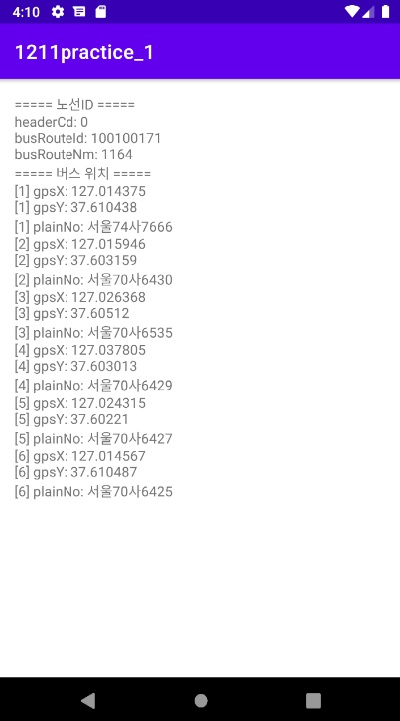 4:10
1211practice_1
===== 노선ID =====
headerCd: 0
busRouteId: 100100171
busRouteNm: 1164
===== 버스 위치 =====
[1] gpsX: 127.014375
[1] gpsY: 37.610438
[1] plainNo: 서울74사7666
[2] gpsX: 127.015946
[2] gpsY: 37.603159
[2] plainNo: 서울70사6430
[3] gpsX: 127.026368
[3] gpsY: 37.60512
[3] plainNo: 서울70사6535
[4] gpsX: 127.037805
[4] gpsY: 37.603013
[4] plainNo: 서울70사6429
[5] gpsX: 127.024315
[5] gpsY: 37.60221
[5] plainNo: 서울70사6427
[6] gpsX: 127.014567
[6] gpsY: 37.610487
[6] plainNo: 서울70사6425